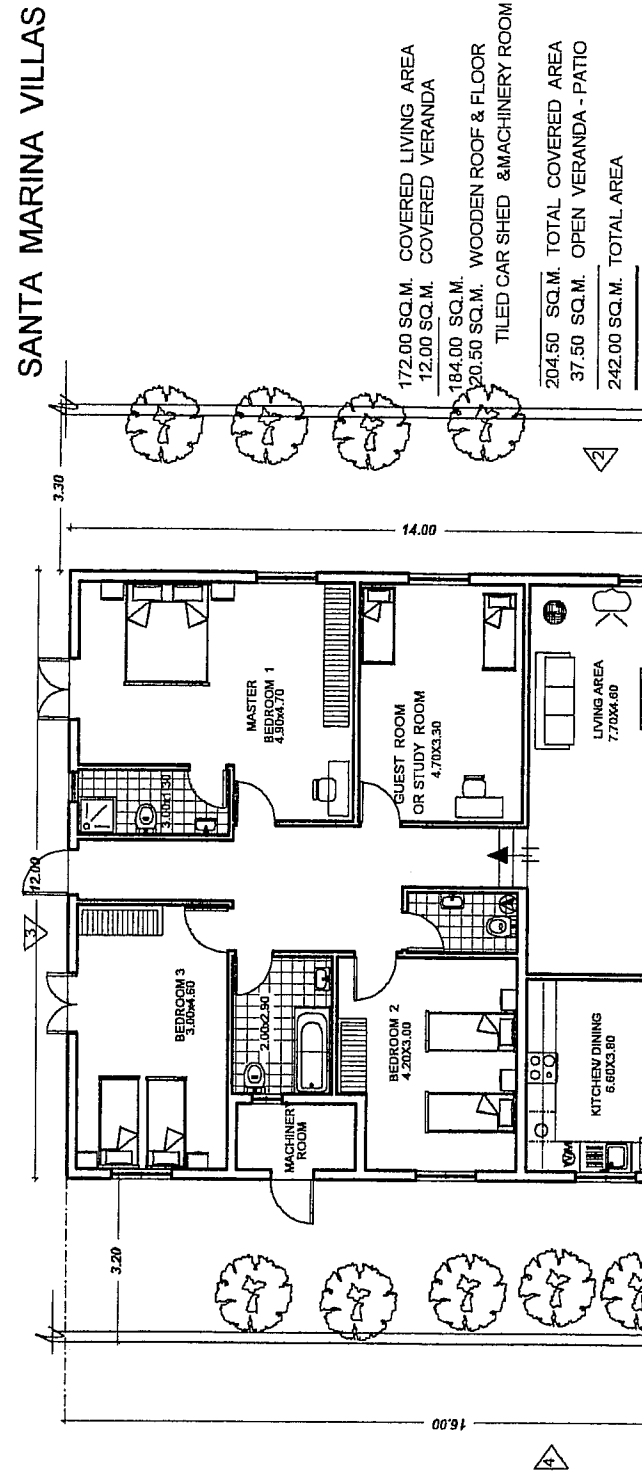 SANTA MARINA VILLAS
172.00 SQ.M. COVERED LIVING AREA
12.00 SQ.M. COVERED VERANDA
184.00 SQ.M.
20.50 SQ.M. WOODEN ROOF & FLOOR
TILED CAR SHED &MACHINERY ROOM
204.50 SQ.M. TOTAL COVERED AREA
37.50 SQ.M. OPEN VERANDA - PATIO
242.00 SQ.M. TOTAL AREA
3.30
2
14.00
12.00
3
MASTER
BEDROOM 1
4.90x4.70
3.00x1.30
GUEST ROOM
OR STUDY ROOM
4.70X3.30
LIVING AREA
7.70X4.60
BEDROOM 3
3.00x4.60
2.00x2.90
BEDROOM 2
4.20X3.00
KITCHEN/ DINING
6.60X3.80
MACHINERY
ROOM
3.20
16.00
4